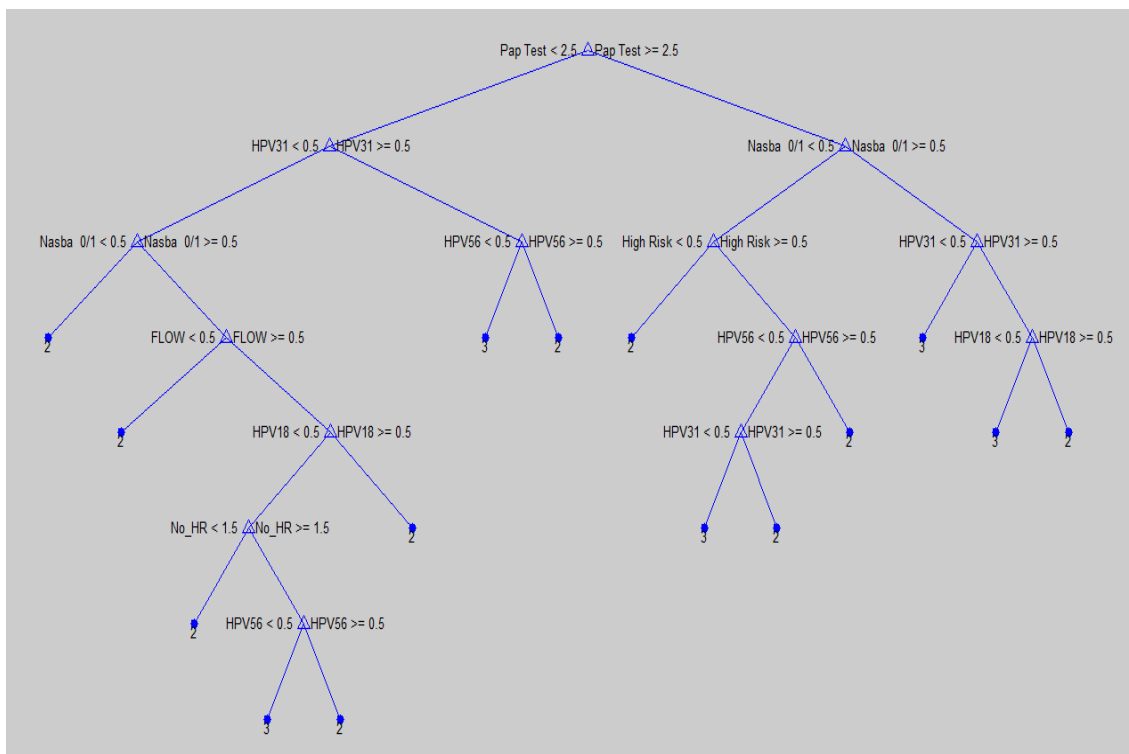 Pap Test < 2.5 Pap Test >= 2.5
HPV31 < 0.5 HPV31 >= 0.5 Nasba 0/1 < 0.5 Nasba 0/1 >= 0.5
Nasba 0/1 < 0.5 Nasba 0/1 >= 0.5 HPV56 < 0.5 HPV56 >= 0.5 High Risk < 0.5 High Risk >= 0.5 HPV31 < 0.5 HPV31 >= 0.5
2 FLOW < 0.5 FLOW >= 0.5 3 2 2 HPV56 < 0.5 HPV56 >= 0.5 3 HPV18 < 0.5 HPV18 >= 0.5
2 HPV18 < 0.5 HPV18 >= 0.5 HPV31 < 0.5 HPV31 >= 0.5 2 3 2
No_HR < 1.5 No_HR >= 1.5 2 3 2
2 HPV56 < 0.5 HPV56 >= 0.5
3 2